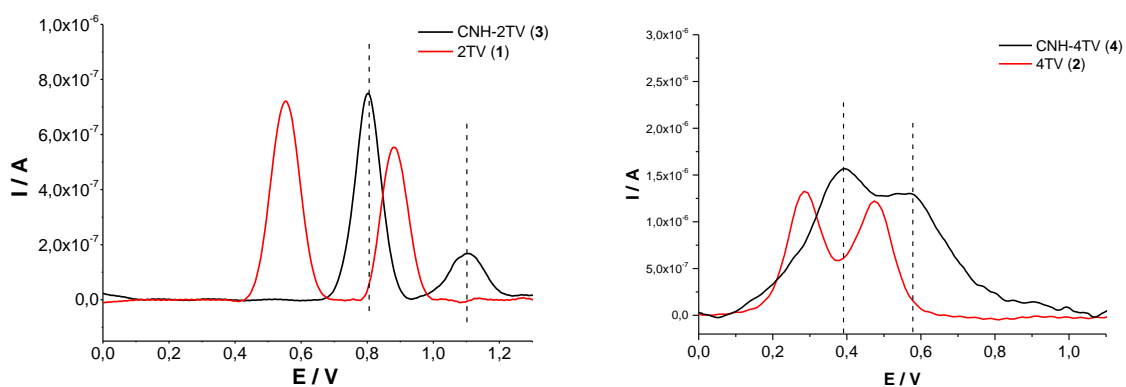 1,0x10-6
8,0x10-7
6,0x10-7
4,0x10-7
2,0x10-7
0,0
I / A
0,0 0,2 0,4 0,6 0,8 1,0 1,2
E / V
CNH-2TV (3)
2TV (1)
3,0x10-6
2,5x10-6
2,0x10-6
1,5x10-6
1,0x10-6
5,0x10-7
0,0
I / A
0,0 0,2 0,4 0,6 0,8 1,0
E / V
CNH-4TV (4)
4TV (2)